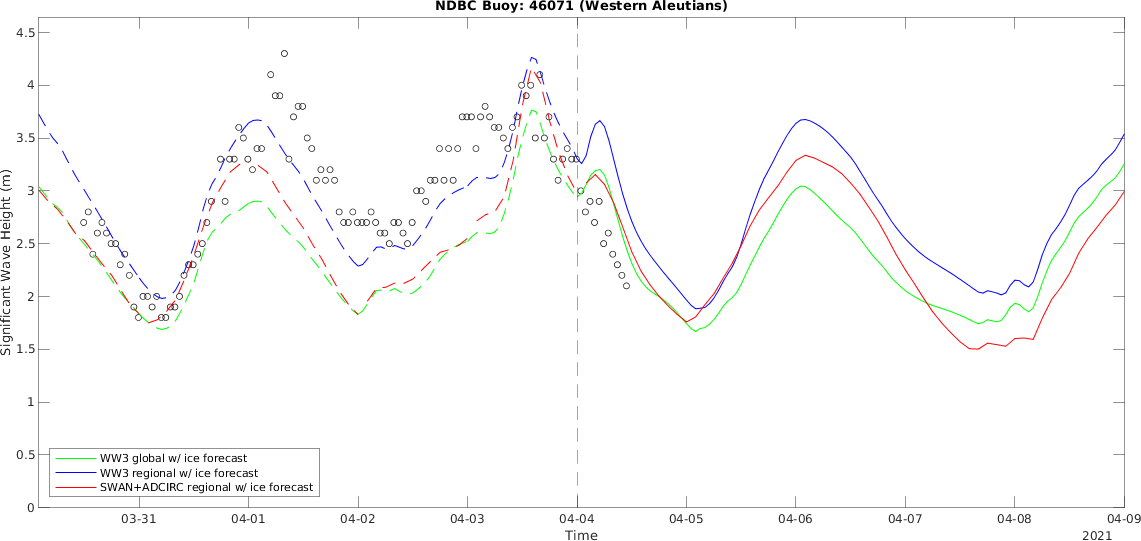 NDBC Buoy: 46071 (Western Aleutians)
4.5
4
3.5
3
2.5
2
1.5
1
0.5
0
Significant Wave Height (m)
WW3 global w/ ice forecast
WW3 regional w/ ice forecast
SWAN+ADCIRC regional w/ ice forecast
03-31 04-01 04-02 04-03 04-04 04-05 04-06 04-07 04-08 04-09
Time
2021